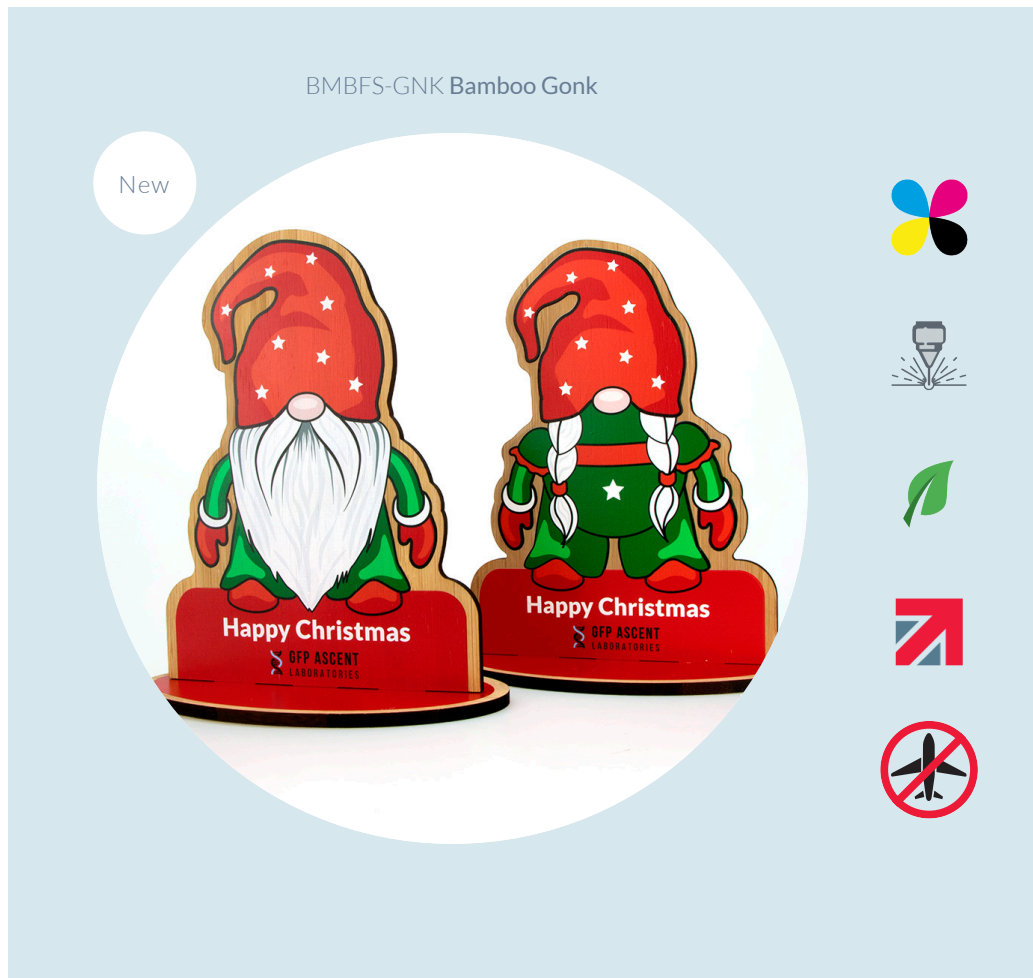 BMBFS-GNK Bamboo Gonk
New
Happy Christmas
GFP ASCENT
LABORATORIES
Happy Christmas
GFP ASCENT
LABORATORIES